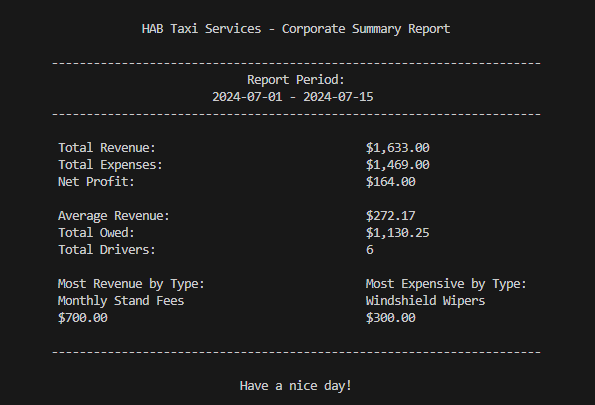 HAB Taxi Services - Corporate Summary Report
----------------------------------------------------------------------
Report Period:
2024-07-01 - 2024-07-15
----------------------------------------------------------------------
Total Revenue: $1,633.00
Total Expenses: $1,469.00
Net Profit: $164.00
Average Revenue: $272.17
Total Owed: $1,130.25
Total Drivers: 6
Most Revenue by Type: Most Expensive by Type:
Monthly Stand Fees Windshield Wipers
$700.00 $300.00
----------------------------------------------------------------------
Have a nice day!